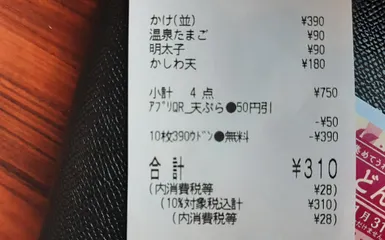 かけ(並) ¥390
温泉たまご ¥90
明太子 ¥90
かしわ天 ¥180
小計 4点 ¥750
アプリQR_天ぷら●50円引
-¥50
10枚390ウドン●無料 -¥390
合計 ¥310
(内消費税等 ¥28)
(10%対象税込計 ¥310)
(内消費税等 ¥28)
どん